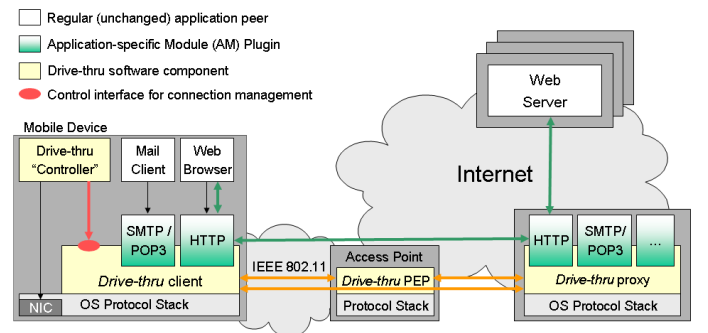 Regular (unchanged) application peer
Application-specific Module (AM) Plugin
Drive-thru software component
Control interface for connection management
Mobile Device
Drive-thru
“Controller”
Mail
Client
Web
Browser
SMTP /
POP3
HTTP
Drive-thru client
NIC
OS Protocol Stack
IEEE 802.11
Access Point
Drive-thru PEP
Protocol Stack
Internet
Web
Server
HTTP
SMTP/
POP3
...
Drive-thru proxy
OS Protocol Stack